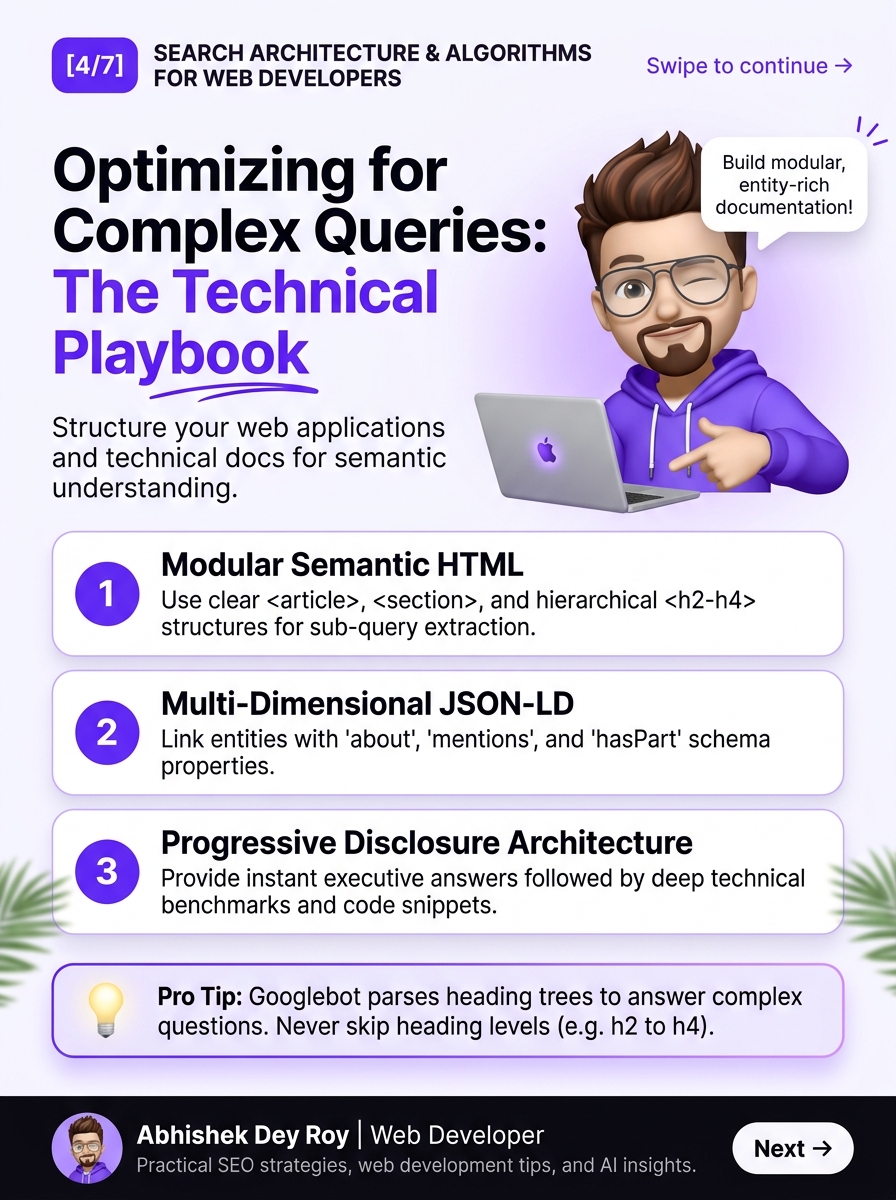 [4/7]
SEARCH ARCHITECTURE & ALGORITHMS
FOR WEB DEVELOPERS
Swipe to continue →
Optimizing for
Complex Queries:
The Technical
Playbook
Build modular,
entity-rich
documentation!
Structure your web applications
and technical docs for semantic
understanding.
1
Modular Semantic HTML
Use clear <article>, <section>, and hierarchical <h2-h4>
structures for sub-query extraction.
2
Multi-Dimensional JSON-LD
Link entities with 'about', 'mentions', and 'hasPart' schema
properties.
3
Progressive Disclosure Architecture
Provide instant executive answers followed by deep technical
benchmarks and code snippets.
Pro Tip: Googlebot parses heading trees to answer complex
questions. Never skip heading levels (e.g. h2 to h4).
Abhishek Dey Roy | Web Developer
Practical SEO strategies, web development tips, and AI insights.
Next →